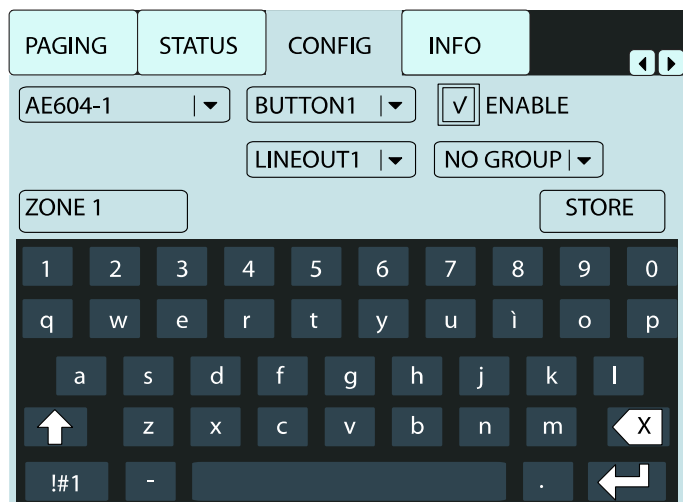 PAGING STATUS CONFIG INFO
AE604-1 BUTTON1 √ ENABLE
LINEOUT1 NO GROUP
ZONE 1 STORE
1 2 3 4 5 6 7 8 9 0
q w e r t y u ì o p
a s d f g h j k l
z x c v b n m X
!#1 - .